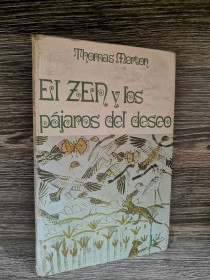 Thomas Merton
El ZEN y los
pájaros del deseo